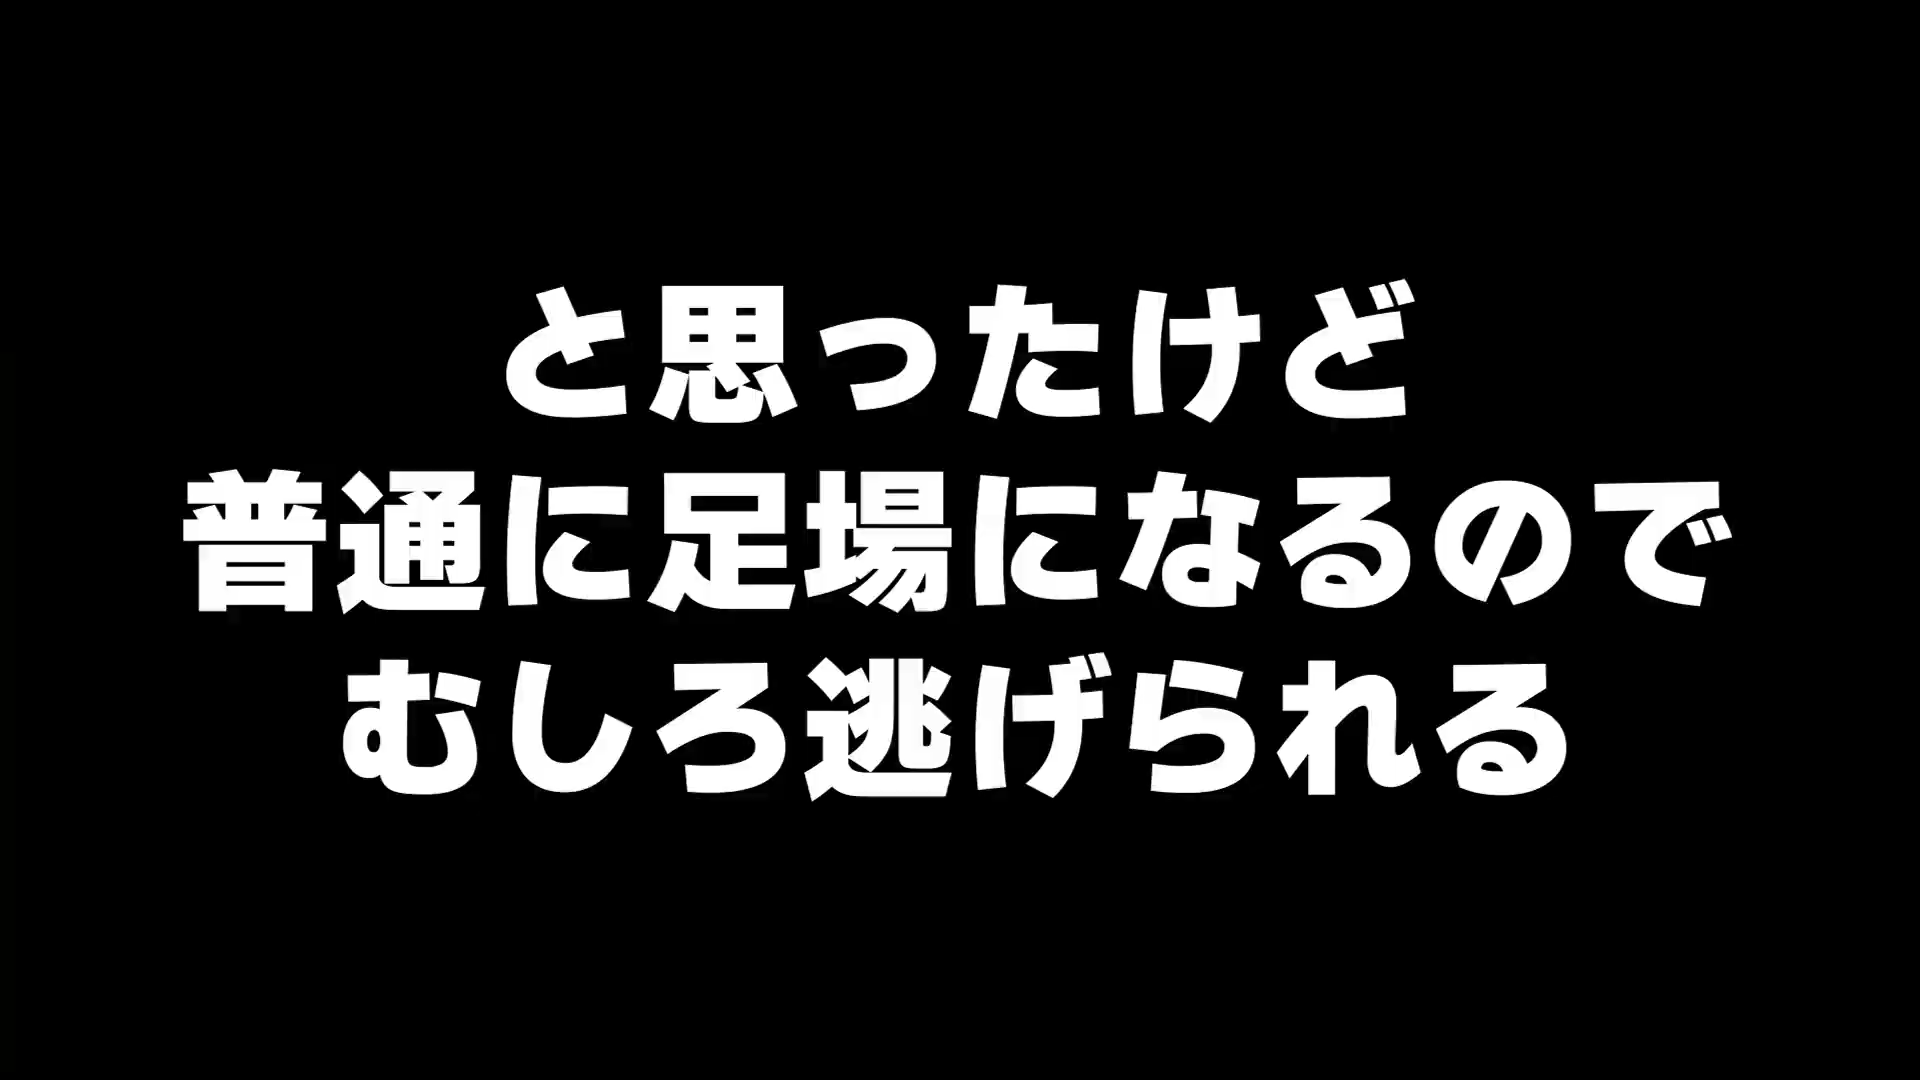 と思ったけど
普通に足場になるので
むしろ逃げられる